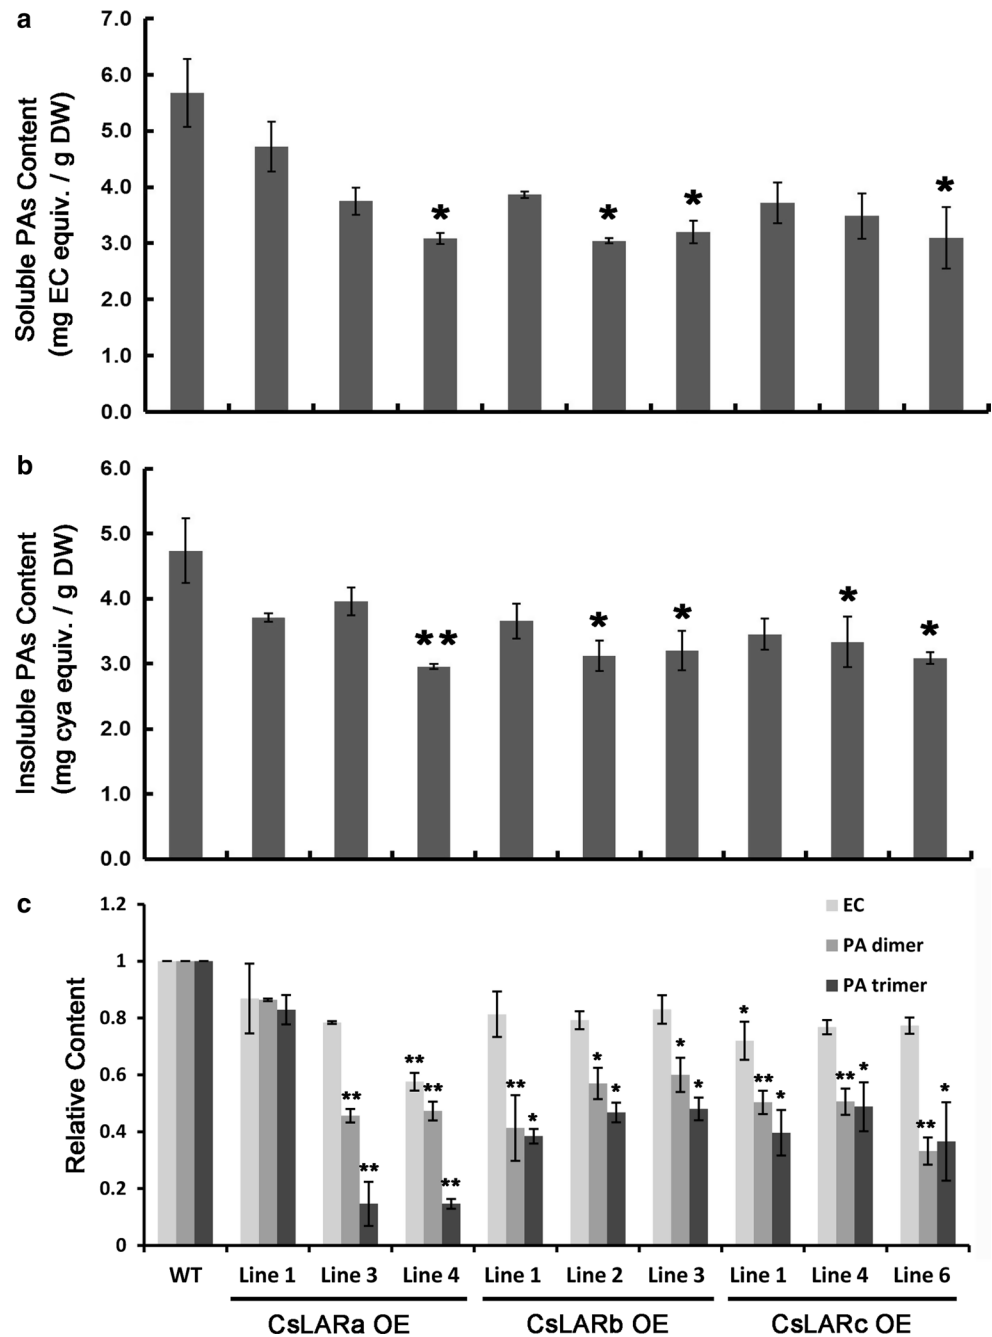 a
Soluble PAs Content
(mg EC equiv. / g DW)
7.0
6.0
5.0
4.0
3.0
2.0
1.0
0.0
*
*
*
*
b
Insoluble PAs Content
(mg cya equiv. / g DW)
6.0
5.0
4.0
3.0
2.0
1.0
0.0
**
*
*
*
*
c
Relative Content
1.2
1
0.8
0.6
0.4
0.2
0
EC
PA dimer
PA trimer
**
**
**
**
**
*
*
*
*
*
*
**
*
**
*
**
*
WT
Line 1
Line 3
Line 4
Line 1
Line 2
Line 3
Line 1
Line 4
Line 6
CsLARa OE
CsLARb OE
CsLARc OE